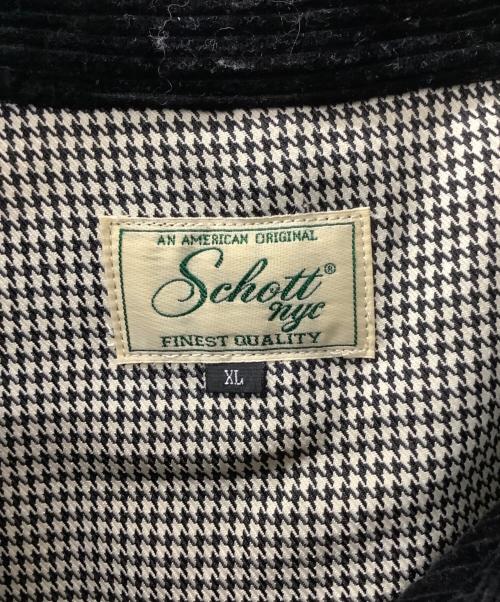 AN AMERICAN ORIGINAL
Schott®
nyc
FINEST QUALITY
XL